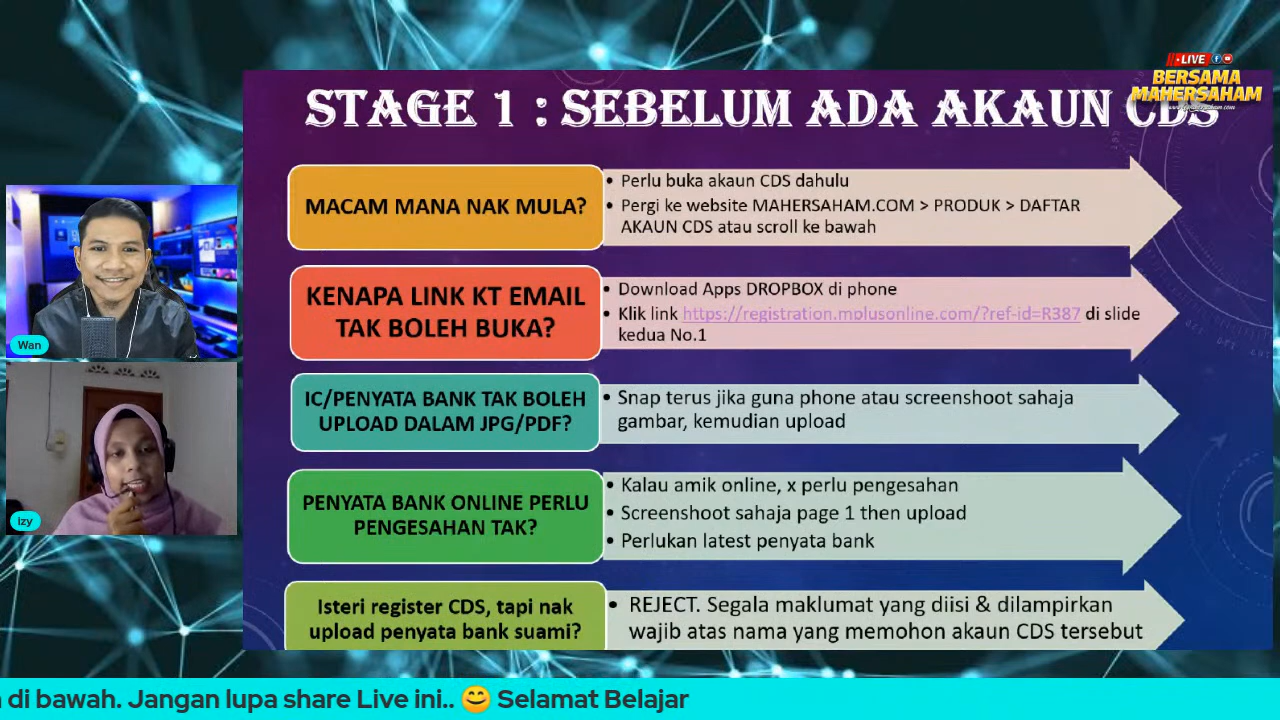 LIVE
BERSAMA
MAHERSAHAM
STAGE 1 : SEBELUM ADA AKAUN CDS
MACAM MANA NAK MULA?
• Perlu buka akaun CDS dahulu
• Pergi ke website MAHERSAHAM.COM > PRODUK > DAFTAR
AKAUN CDS atau scroll ke bawah
KENAPA LINK KT EMAIL
TAK BOLEH BUKA?
• Download Apps DROPBOX di phone
• Klik link https://registration.mplusonline.com/?ref-id=R387 di slide
kedua No.1
IC/PENYATA BANK TAK BOLEH
UPLOAD DALAM JPG/PDF?
• Snap terus jika guna phone atau screenshoot sahaja
gambar, kemudian upload
PENYATA BANK ONLINE PERLU
PENGESAHAN TAK?
• Kalau amik online, x perlu pengesahan
• Screenshoot sahaja page 1 then upload
• Perlukan latest penyata bank
Isteri register CDS, tapi nak
upload penyata bank suami?
• REJECT. Segala maklumat yang diisi & dilampirkan
wajib atas nama yang memohon akaun CDS tersebut
Wan
Izy
di bawah. Jangan lupa share Live ini.. 😊 Selamat Belajar